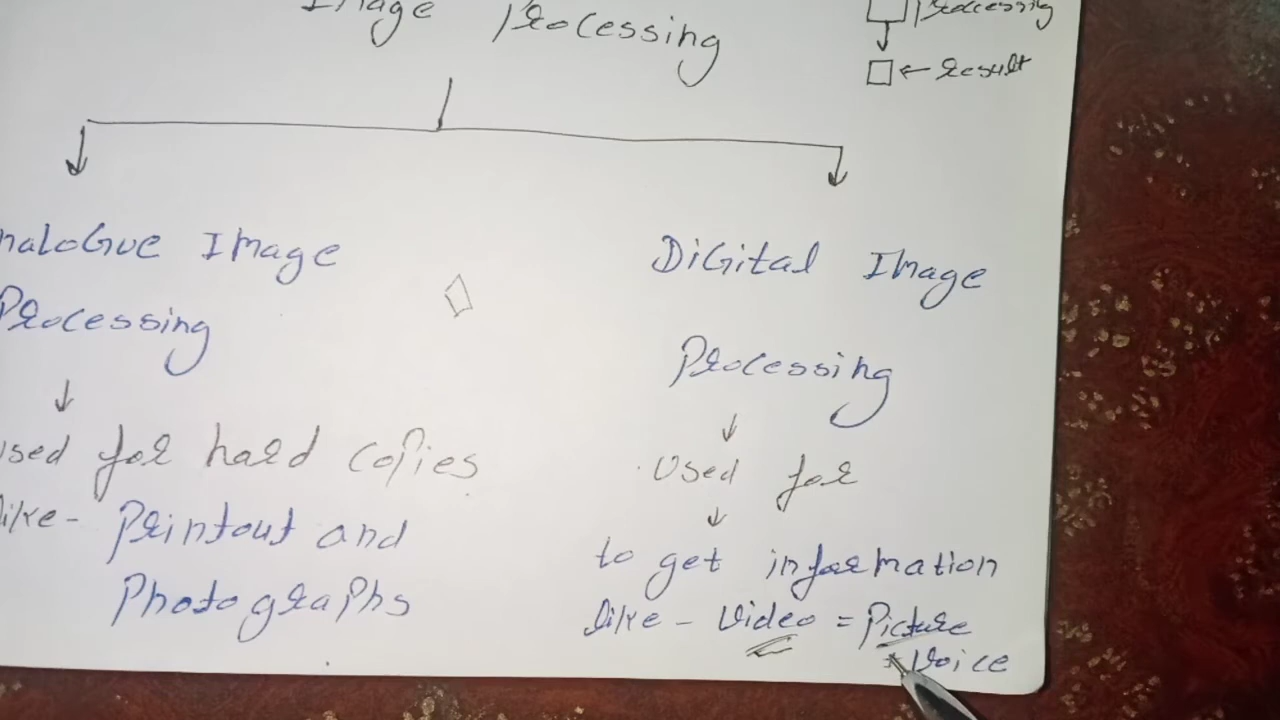 Image Processing
Processing
← Result
naloGue Image
Processing
used for hard copies
like - Printout and
Photographs
DiGital Image
Processing
Used for
to get information
like - Video = Picture
+ Voice